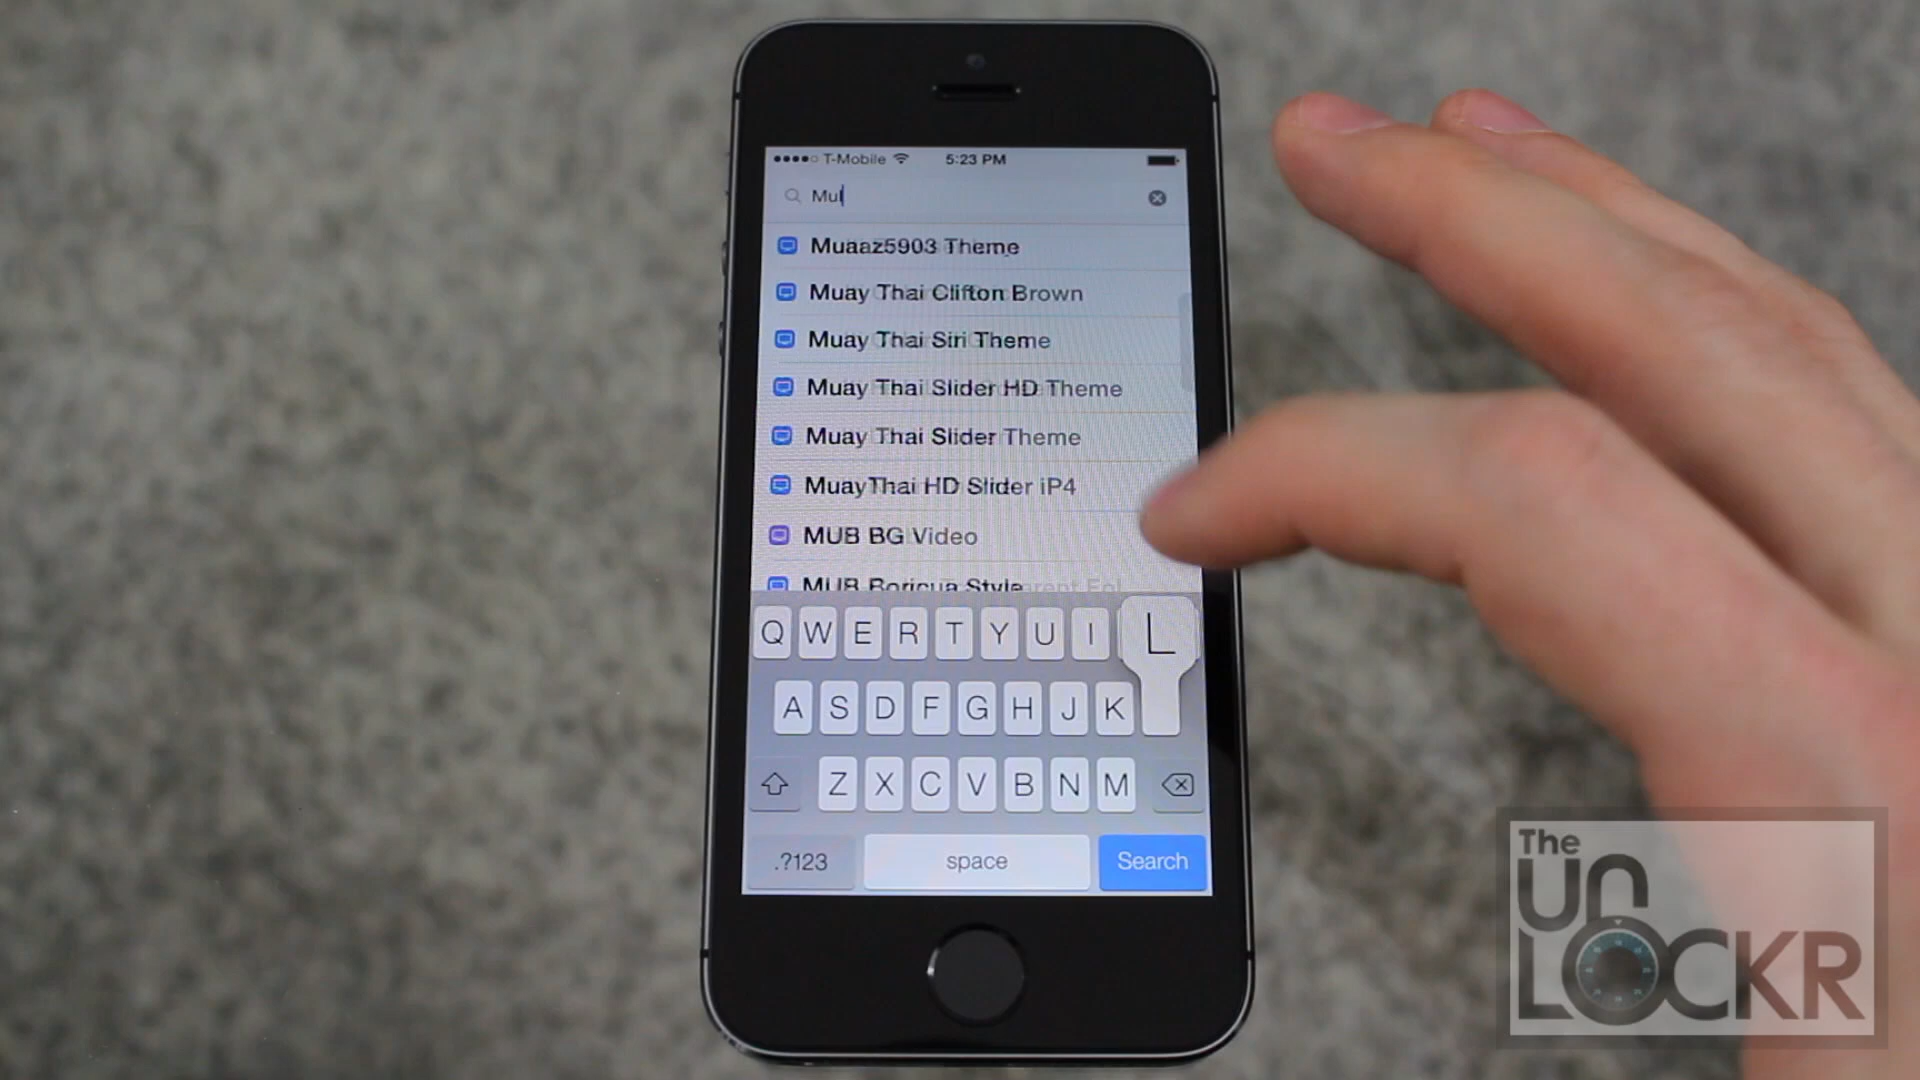 T-Mobile 5:23 PM
Mul
Muaaz5903 Theme
Muay Thai Clifton Brown
Muay Thai Siri Theme
Muay Thai Slider HD Theme
Muay Thai Slider Theme
MuayThai HD Slider iP4
MUB BG Video
MUB Boricua Style
Q W E R T Y U I L
A S D F G H J K
Z X C V B N M
.?123 space Search
The
UN
LOCKR